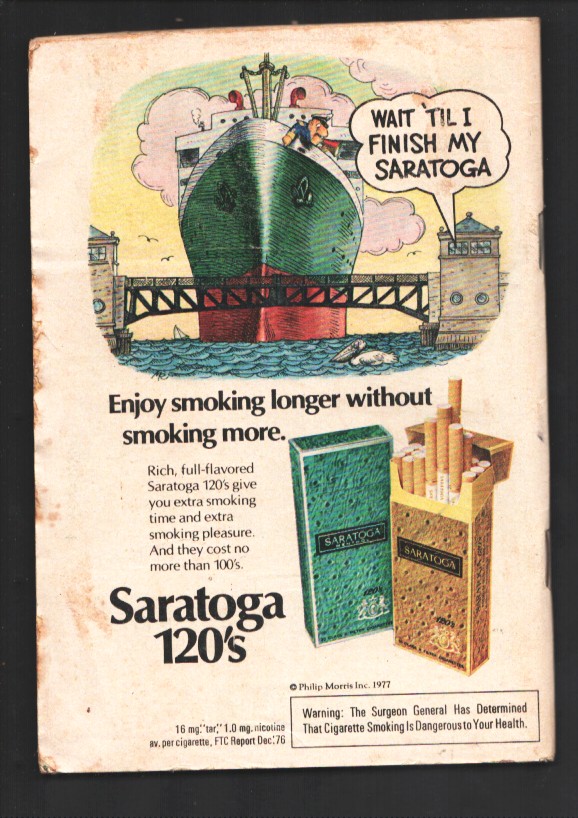 WAIT 'TIL I
FINISH MY
SARATOGA
Enjoy smoking longer without
smoking more.
Rich, full-flavored
Saratoga 120's give
you extra smoking
time and extra
smoking pleasure.
And they cost no
more than 100's.
Saratoga
120's
SARATOGA
MENTHOL
120's
SARATOGA
120's
© Philip Morris Inc. 1977
16 mg."tar," 1.0 mg. nicotine
av. per cigarette, FTC Report Dec.'76
Warning: The Surgeon General Has Determined
That Cigarette Smoking Is Dangerous to Your Health.